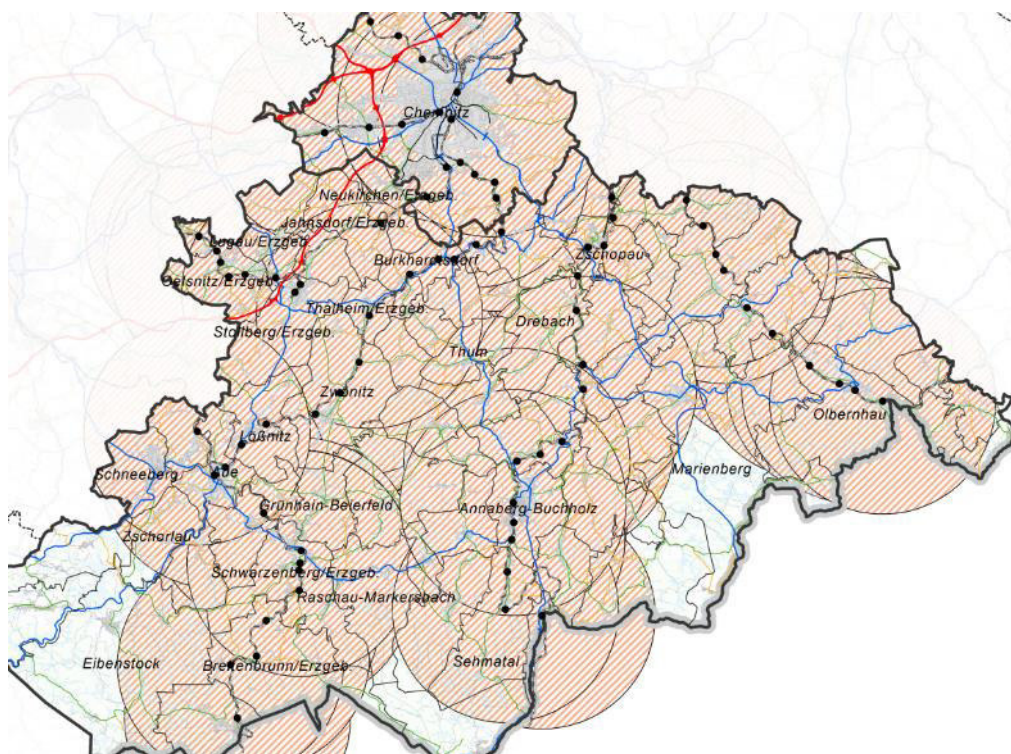 Chemnitz
Neukirchen/Erzgeb.
Jahnsdorf/Erzgeb.
Lugau/Erzgeb.
Burkhardtsdorf
Zschopau
Oelsnitz/Erzgeb.
Thalheim/Erzgeb.
Drebach
Stollberg/Erzgeb.
Thum
Zwönitz
Olbernhau
Lößnitz
Schneeberg
Aue
Marienberg
Grünhain-Beierfeld
Annaberg-Buchholz
Zschorlau
Schwarzenberg/Erzgeb.
Raschau-Markersbach
Eibenstock
Breitenbrunn/Erzgeb.
Sehmatal